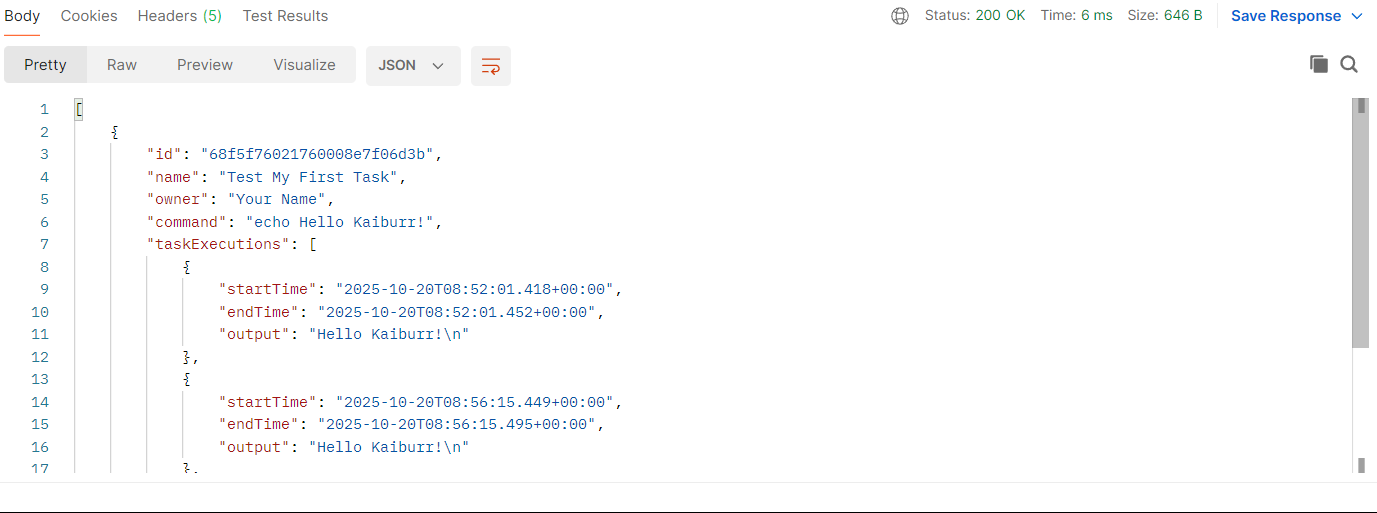 Body Cookies Headers (5) Test Results Status: 200 OK Time: 6 ms Size: 646 B Save Response
Pretty Raw Preview Visualize JSON
1 [
2 {
3 "id": "68f5f76021760008e7f06d3b",
4 "name": "Test My First Task",
5 "owner": "Your Name",
6 "command": "echo Hello Kaiburr!",
7 "taskExecutions": [
8 {
9 "startTime": "2025-10-20T08:52:01.418+00:00",
10 "endTime": "2025-10-20T08:52:01.452+00:00",
11 "output": "Hello Kaiburr!\n"
12 },
13 {
14 "startTime": "2025-10-20T08:56:15.449+00:00",
15 "endTime": "2025-10-20T08:56:15.495+00:00",
16 "output": "Hello Kaiburr!\n"
17 },